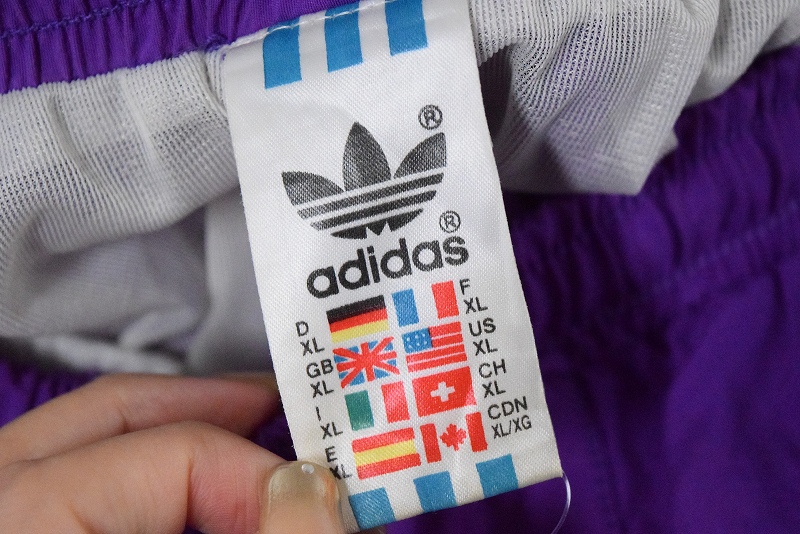 ®
®
adidas
D XL
F XL
GB XL
US XL
I XL
CH XL
E XL
CDN XL/XG